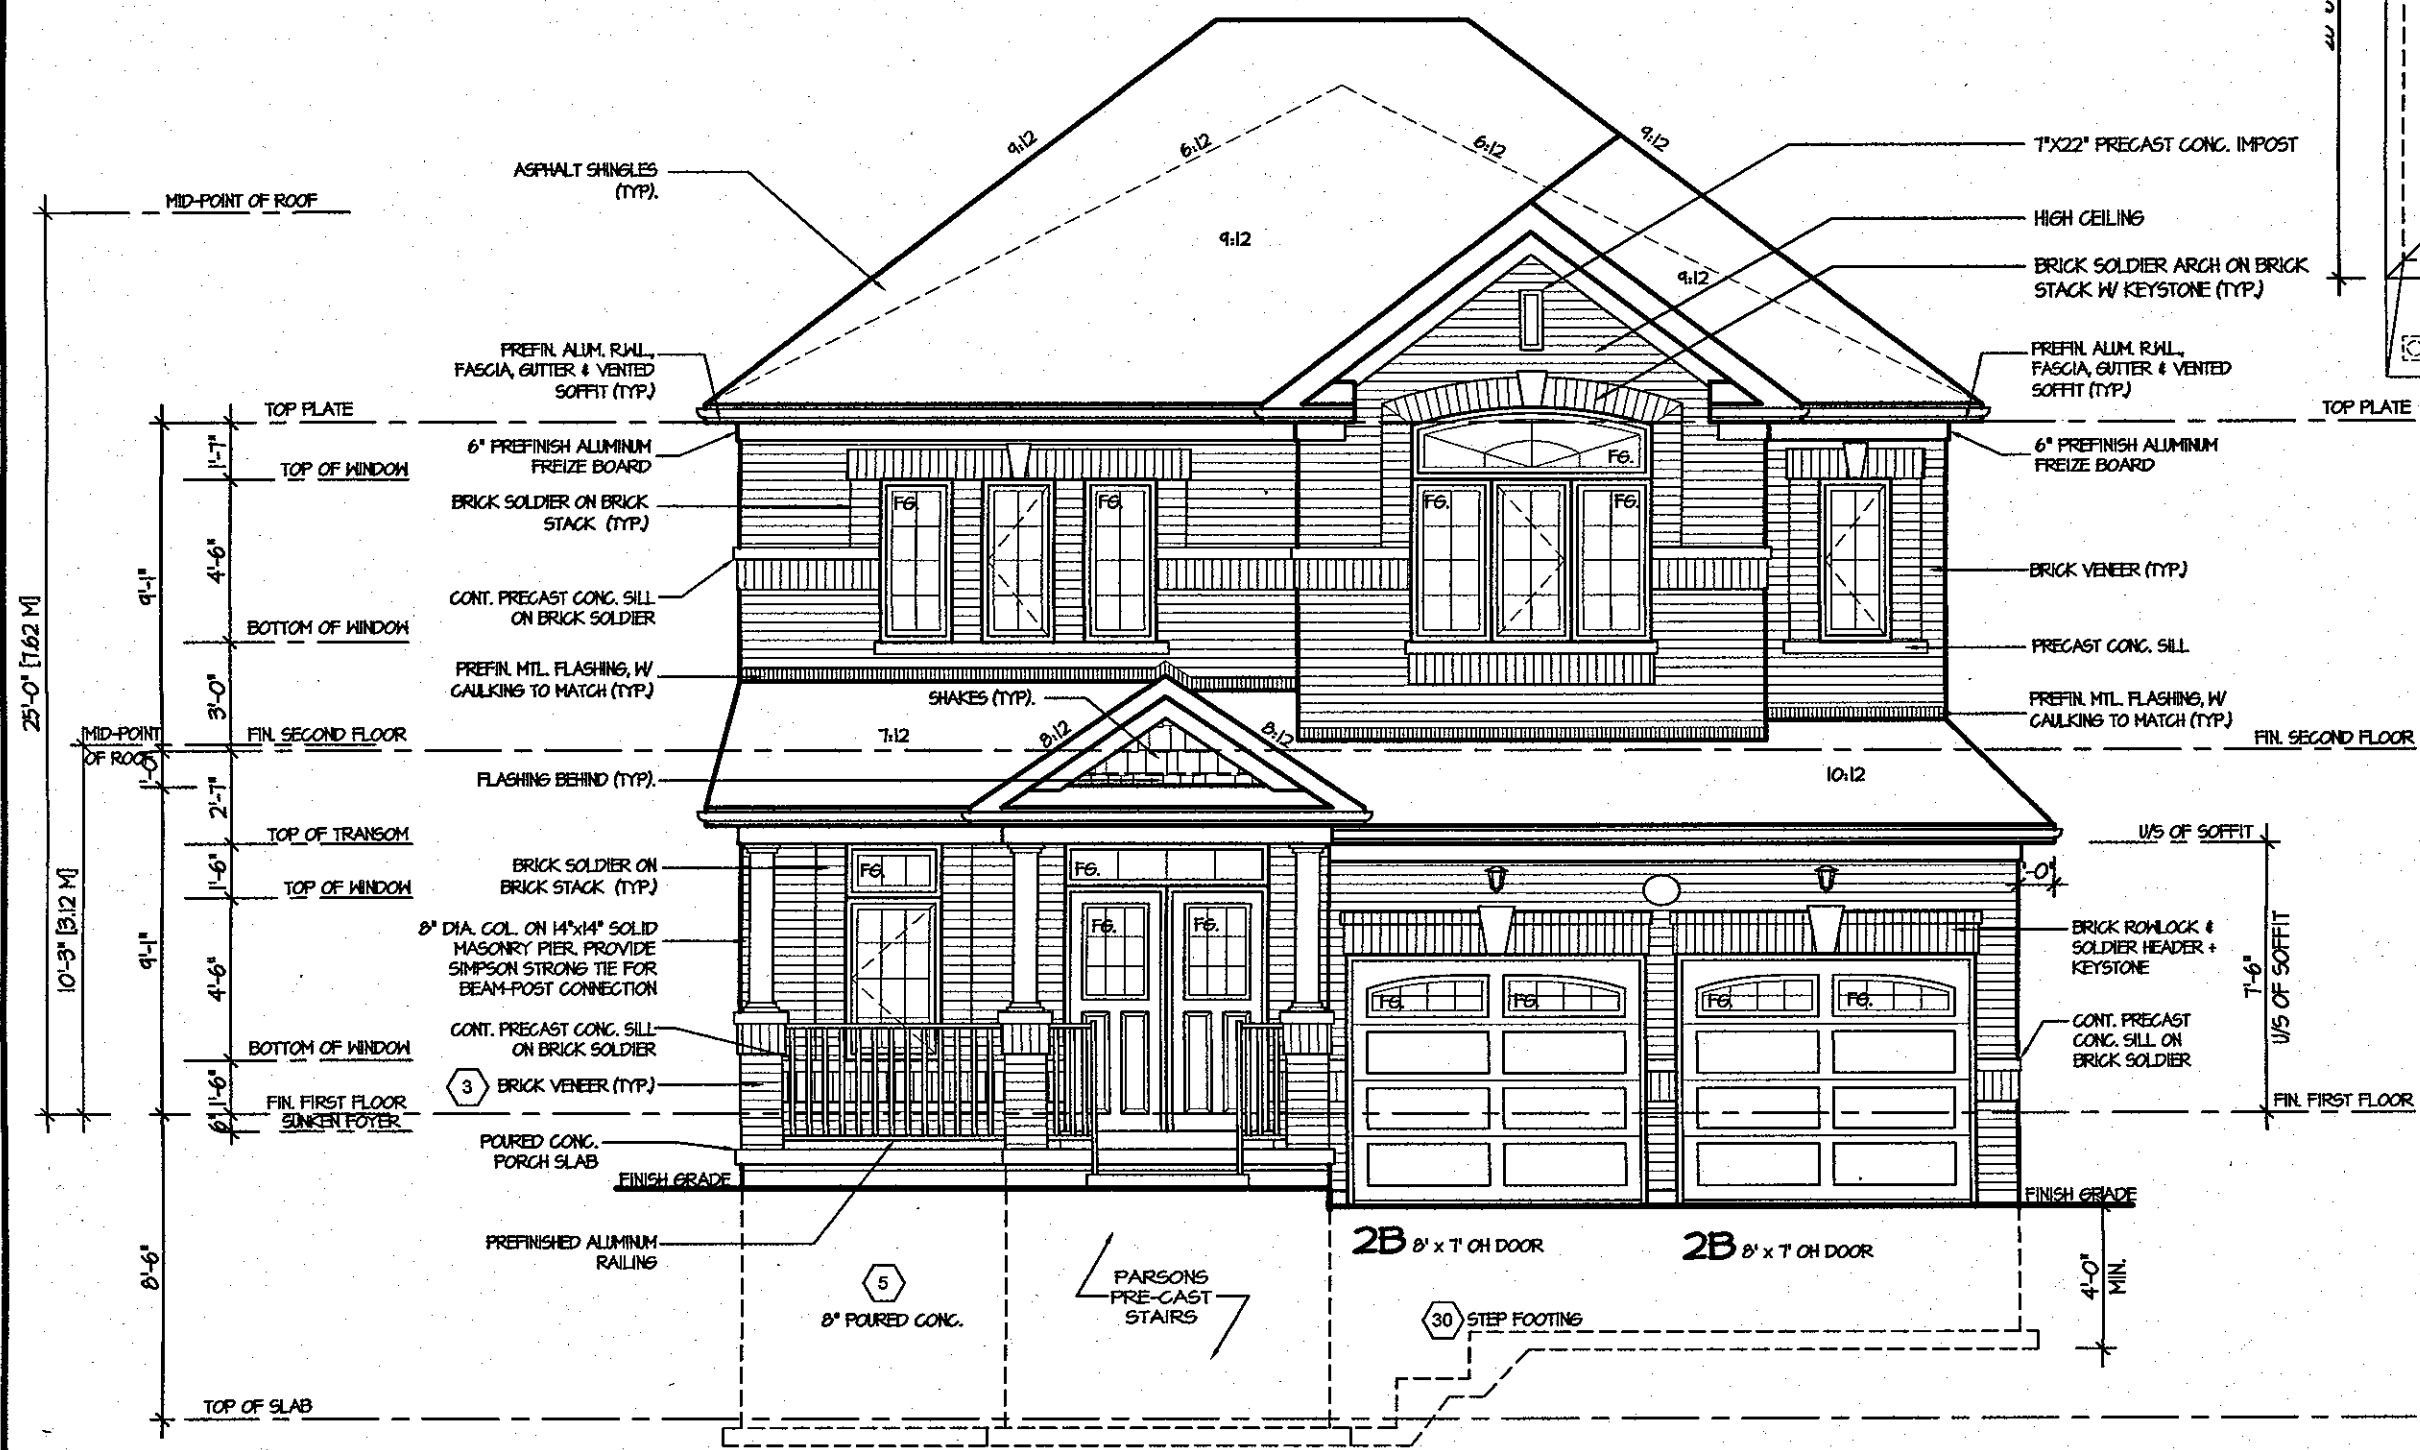 9:12
6:12
6:12
9:12
9:12
9:12
ASPHALT SHINGLES
(TYP).
MID-POINT OF ROOF
PREFIN. ALUM. R.W.L.,
FASCIA, GUTTER & VENTED
SOFFIT (TYP.)
TOP PLATE
6" PREFINISH ALUMINUM
FREIZE BOARD
TOP OF WINDOW
BRICK SOLDIER ON BRICK
STACK (TYP.)
CONT. PRECAST CONC. SILL
ON BRICK SOLDIER
BOTTOM OF WINDOW
PREFIN. MTL. FLASHING, W/
CAULKING TO MATCH (TYP.)
SHAKES (TYP).
MID-POINT
OF ROOF
FIN. SECOND FLOOR
7:12
8:12
8:12
10:12
FLASHING BEHIND (TYP).
TOP OF TRANSOM
BRICK SOLDIER ON
BRICK STACK (TYP.)
TOP OF WINDOW
8" DIA. COL. ON 14"x14" SOLID
MASONRY PIER. PROVIDE
SIMPSON STRONG TIE FOR
BEAM-POST CONNECTION
CONT. PRECAST CONC. SILL
ON BRICK SOLDIER
BOTTOM OF WINDOW
3 BRICK VENEER (TYP.)
FIN. FIRST FLOOR
SUNKEN FOYER
POURED CONC.
PORCH SLAB
FINISH GRADE
PREFINISHED ALUMINUM
RAILING
5
8" POURED CONC.
PARSONS
PRE-CAST
STAIRS
TOP OF SLAB
25'-0" [7.62 M]
10'-3" [3.12 M]
9'-1"
1'-0"
9'-1"
8'-6"
1'-7"
4'-6"
3'-0"
2'-7"
1'-6"
4'-6"
1'-6"
6"
FG.
FG.
FG.
FG.
FG.
FG.
FG.
FG.
FG.
FG.
FG.
FG.
FG.
2B 8' x 7' OH DOOR
2B 8' x 7' OH DOOR
30 STEP FOOTING
7"X22" PRECAST CONC. IMPOST
HIGH CEILING
BRICK SOLDIER ARCH ON BRICK
STACK W/ KEYSTONE (TYP.)
PREFIN. ALUM. R.W.L.,
FASCIA, GUTTER & VENTED
SOFFIT (TYP.)
TOP PLATE
6" PREFINISH ALUMINUM
FREIZE BOARD
BRICK VENEER (TYP.)
PRECAST CONC. SILL
PREFIN. MTL. FLASHING, W/
CAULKING TO MATCH (TYP.)
FIN. SECOND FLOOR
U/S OF SOFFIT
-0"
BRICK ROWLOCK &
SOLDIER HEADER +
KEYSTONE
7'-6"
U/S OF SOFFIT
CONT. PRECAST
CONC. SILL ON
BRICK SOLDIER
FIN. FIRST FLOOR
FINISH GRADE
4'-0"
MIN.